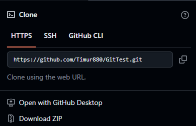 Clone
HTTPS SSH GitHub CLI
https://github.com/Timur880/GitTest.git
Clone using the web URL.
Open with GitHub Desktop
Download ZIP